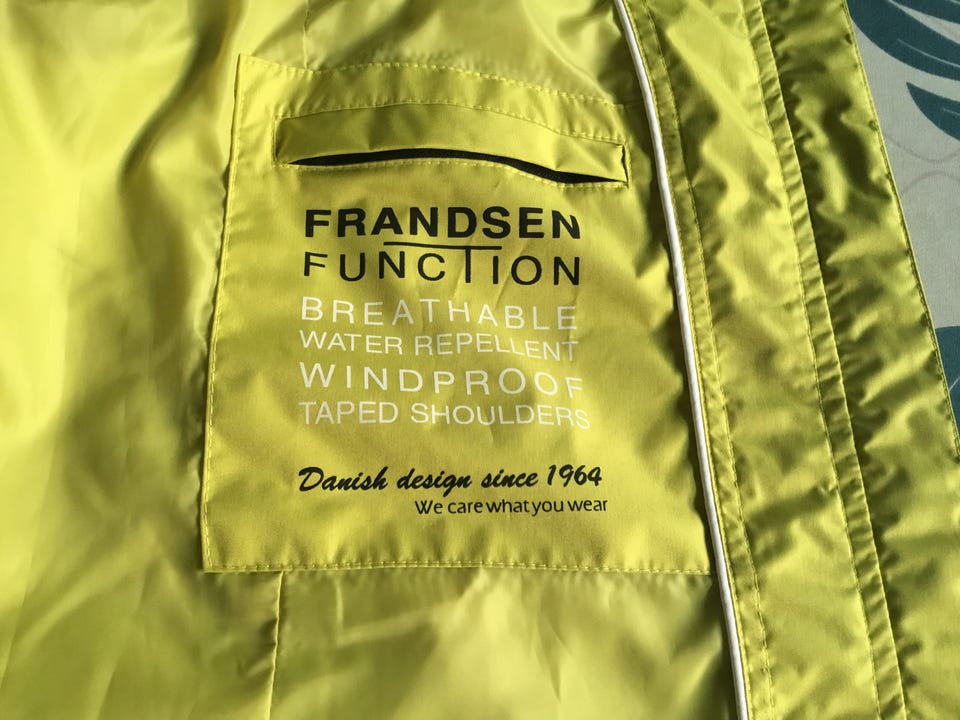 FRANDSEN
FUNCTION
BREATHABLE
WATER REPELLENT
WINDPROOF
TAPED SHOULDERS
Danish design since 1964
We care what you wear